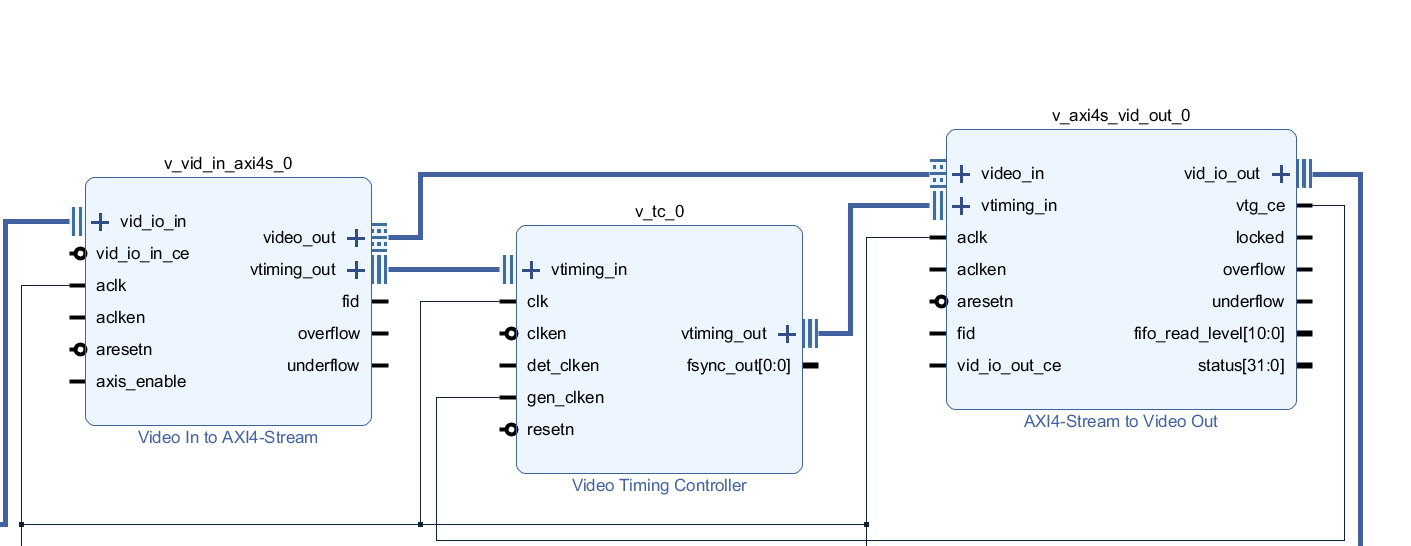 v_vid_in_axi4s_0
vid_io_in
vid_io_in_ce
aclk
aclken
aresetn
axis_enable
video_out
vtiming_out
fid
overflow
underflow
Video In to AXI4-Stream
v_tc_0
vtiming_in
clk
clken
det_clken
gen_clken
resetn
vtiming_out
fsync_out[0:0]
Video Timing Controller
v_axi4s_vid_out_0
video_in
vtiming_in
aclk
aclken
aresetn
fid
vid_io_out_ce
vid_io_out
vtg_ce
locked
overflow
underflow
fifo_read_level[10:0]
status[31:0]
AXI4-Stream to Video Out